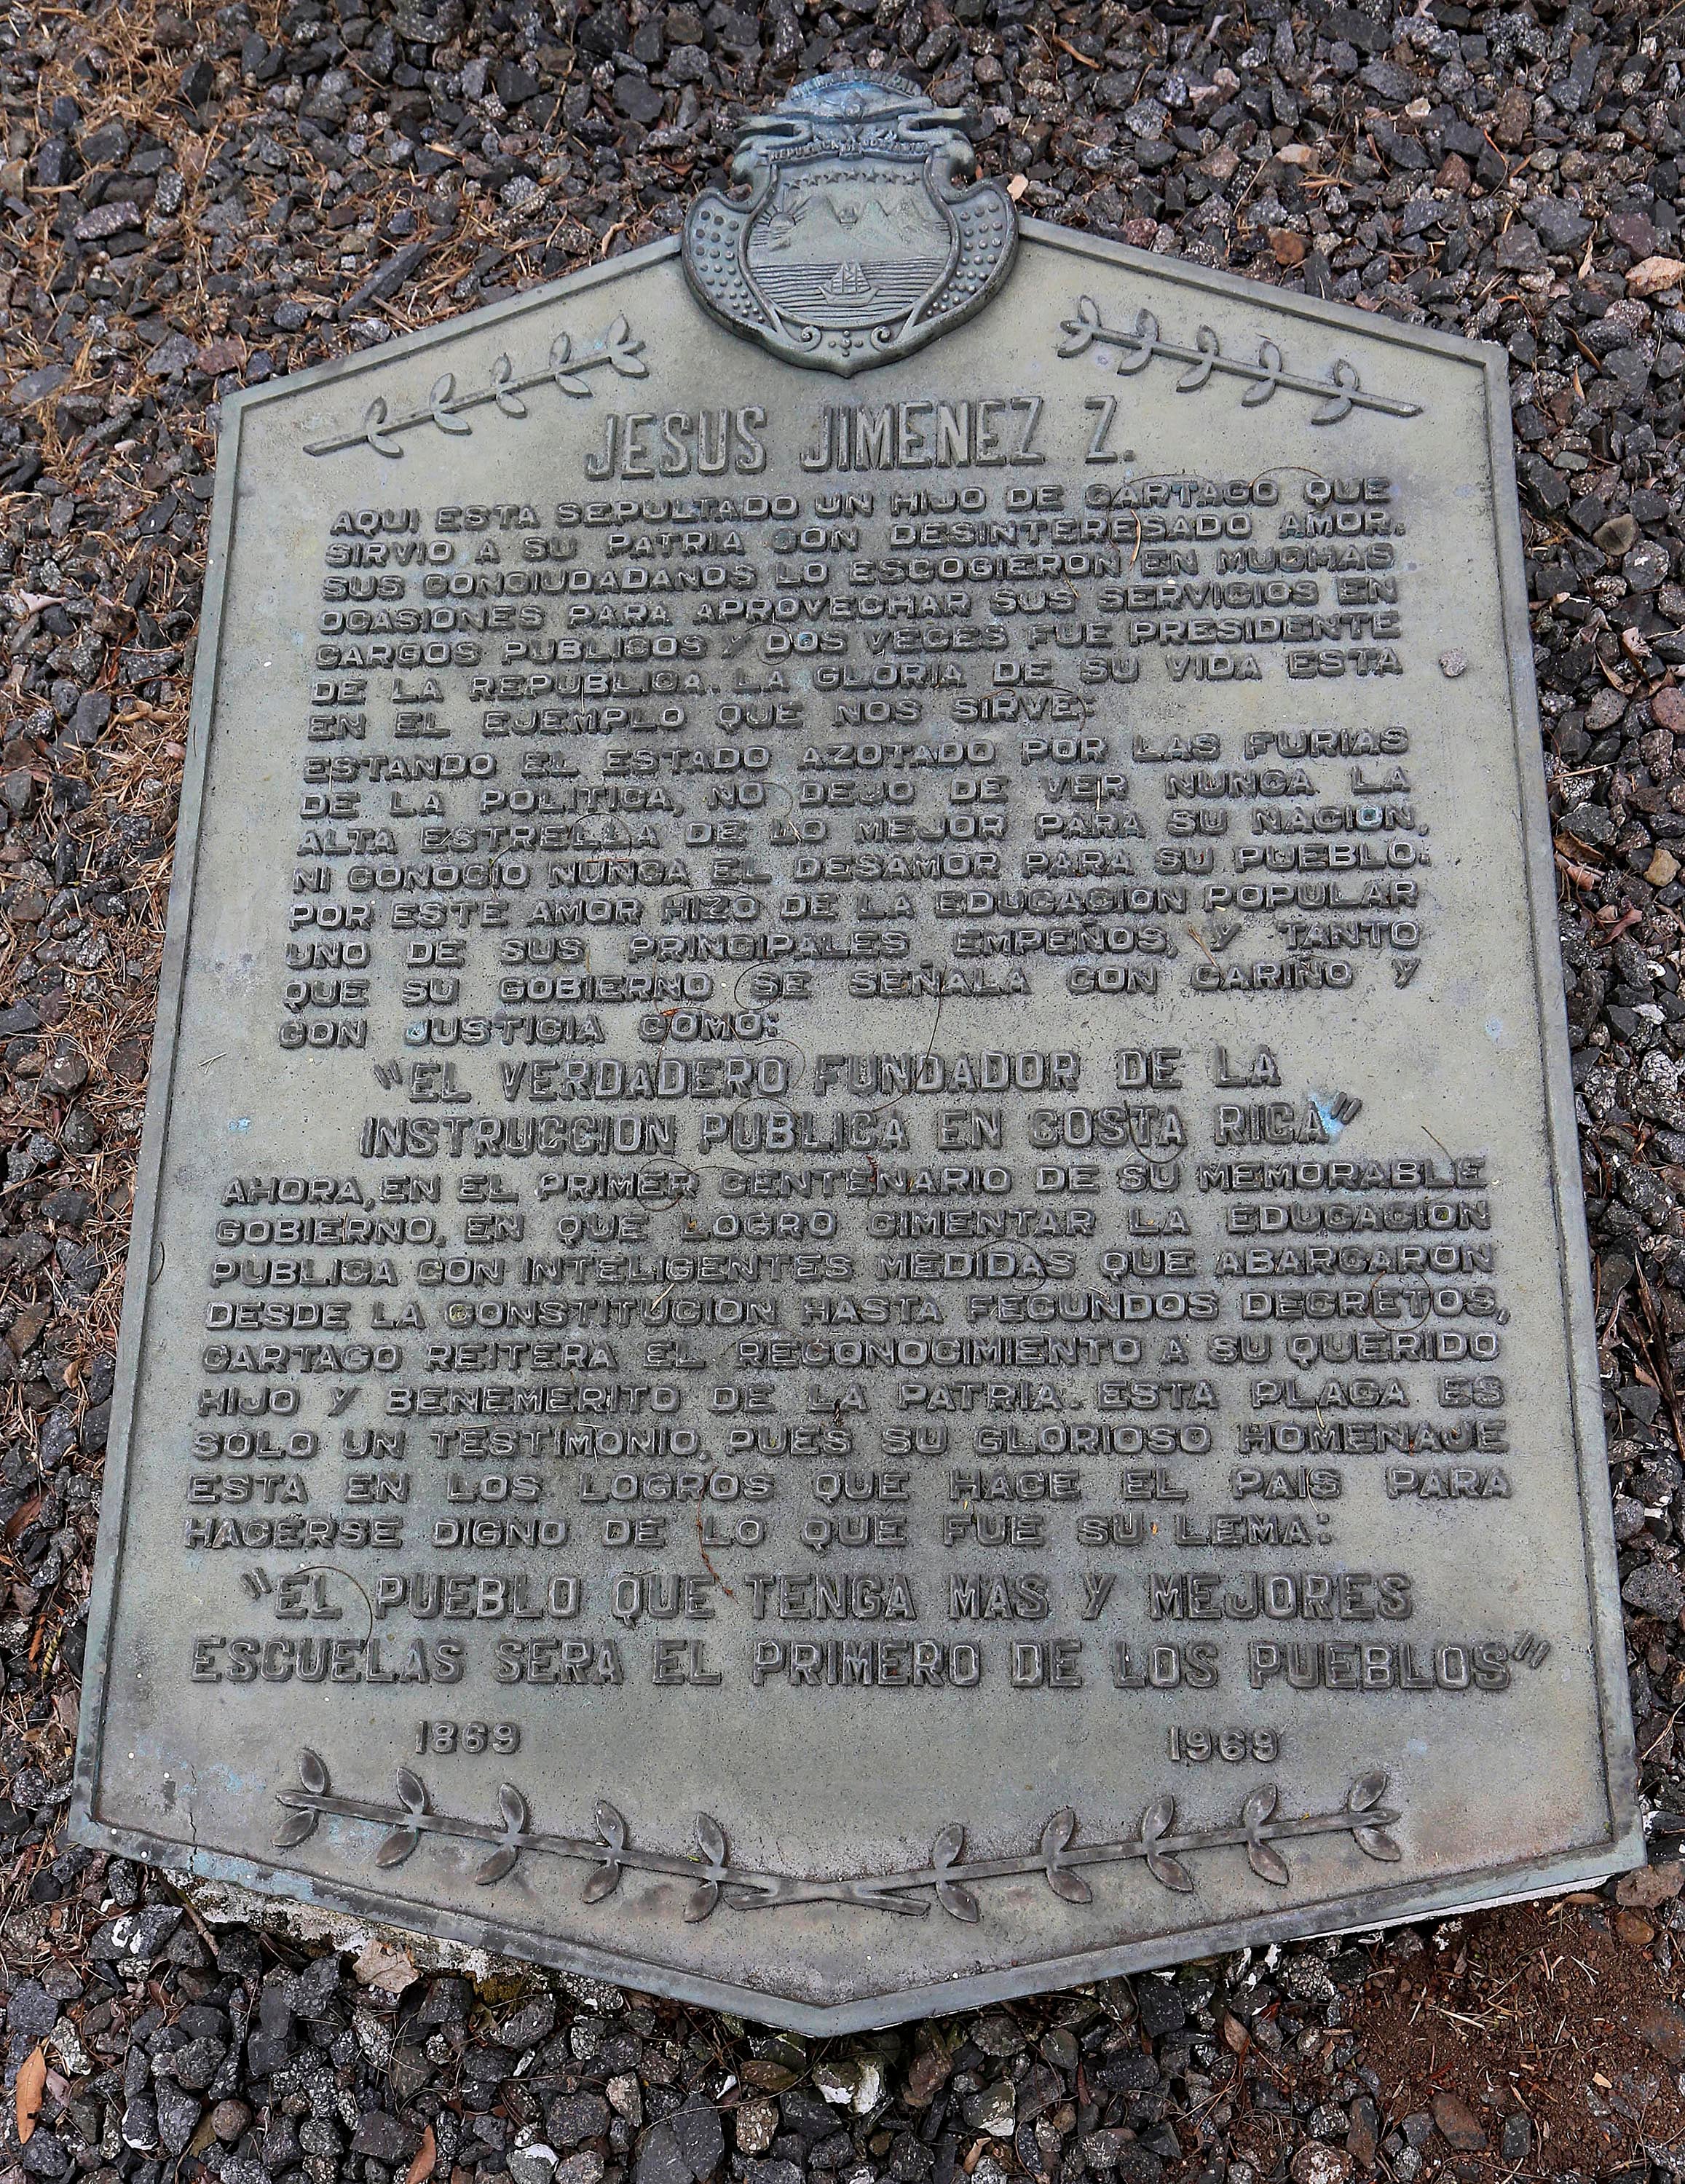 REPUBLICA DE COSTA RICA
JESUS JIMENEZ Z.
AQUI ESTA SEPULTADO UN HIJO DE CARTAGO QUE
SIRVIO A SU PATRIA CON DESINTERESADO AMOR.
SUS CONCIUDADANOS LO ESCOGIERON EN MUCHAS
OCASIONES PARA APROVECHAR SUS SERVICIOS EN
CARGOS PUBLICOS Y DOS VECES FUE PRESIDENTE
DE LA REPUBLICA. LA GLORIA DE SU VIDA ESTA
EN EL EJEMPLO QUE NOS SIRVE:
ESTANDO EL ESTADO AZOTADO POR LAS FURIAS
DE LA POLITICA, NO DEJO DE VER NUNCA LA
ALTA ESTRELLA DE LO MEJOR PARA SU NACION,
NI CONOCIO NUNCA EL DESAMOR PARA SU PUEBLO.
POR ESTE AMOR HIZO DE LA EDUCACION POPULAR
UNO DE SUS PRINCIPALES EMPEÑOS, Y TANTO
QUE SU GOBIERNO SE SEÑALA CON CARIÑO Y
CON JUSTICIA COMO:
"EL VERDADERO FUNDADOR DE LA
INSTRUCCION PUBLICA EN COSTA RICA"
AHORA, EN EL PRIMER CENTENARIO DE SU MEMORABLE
GOBIERNO, EN QUE LOGRO CIMENTAR LA EDUCACION
PUBLICA CON INTELIGENTES MEDIDAS QUE ABARCARON
DESDE LA CONSTITUCION HASTA FECUNDOS DECRETOS,
CARTAGO REITERA EL RECONOCIMIENTO A SU QUERIDO
HIJO Y BENEMERITO DE LA PATRIA. ESTA PLACA ES
SOLO UN TESTIMONIO, PUES SU GLORIOSO HOMENAJE
ESTA EN LOS LOGROS QUE HACE EL PAIS PARA
HACERSE DIGNO DE LO QUE FUE SU LEMA:
"EL PUEBLO QUE TENGA MAS Y MEJORES
ESCUELAS SERA EL PRIMERO DE LOS PUEBLOS"
1869 1969